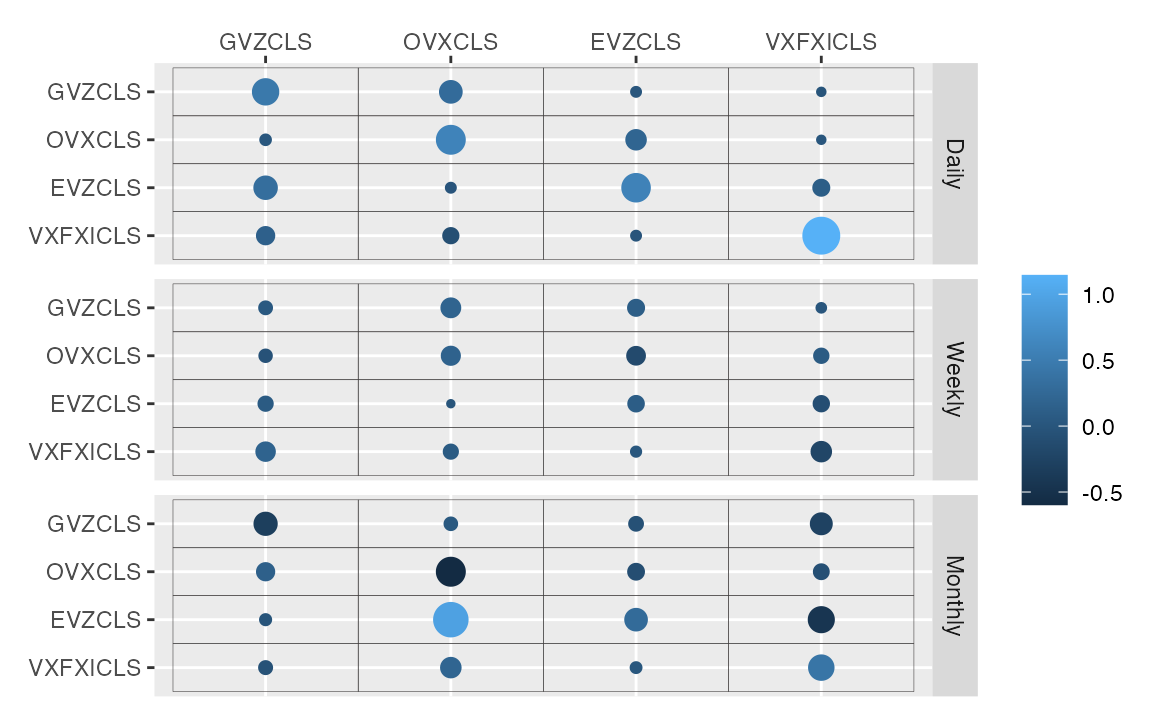 GVZCLS OVXCLS EVZCLS VXFXICLS
GVZCLS
OVXCLS
EVZCLS
VXFXICLS
Daily
GVZCLS
OVXCLS
EVZCLS
VXFXICLS
Weekly
GVZCLS
OVXCLS
EVZCLS
VXFXICLS
Monthly
1.0
0.5
0.0
-0.5